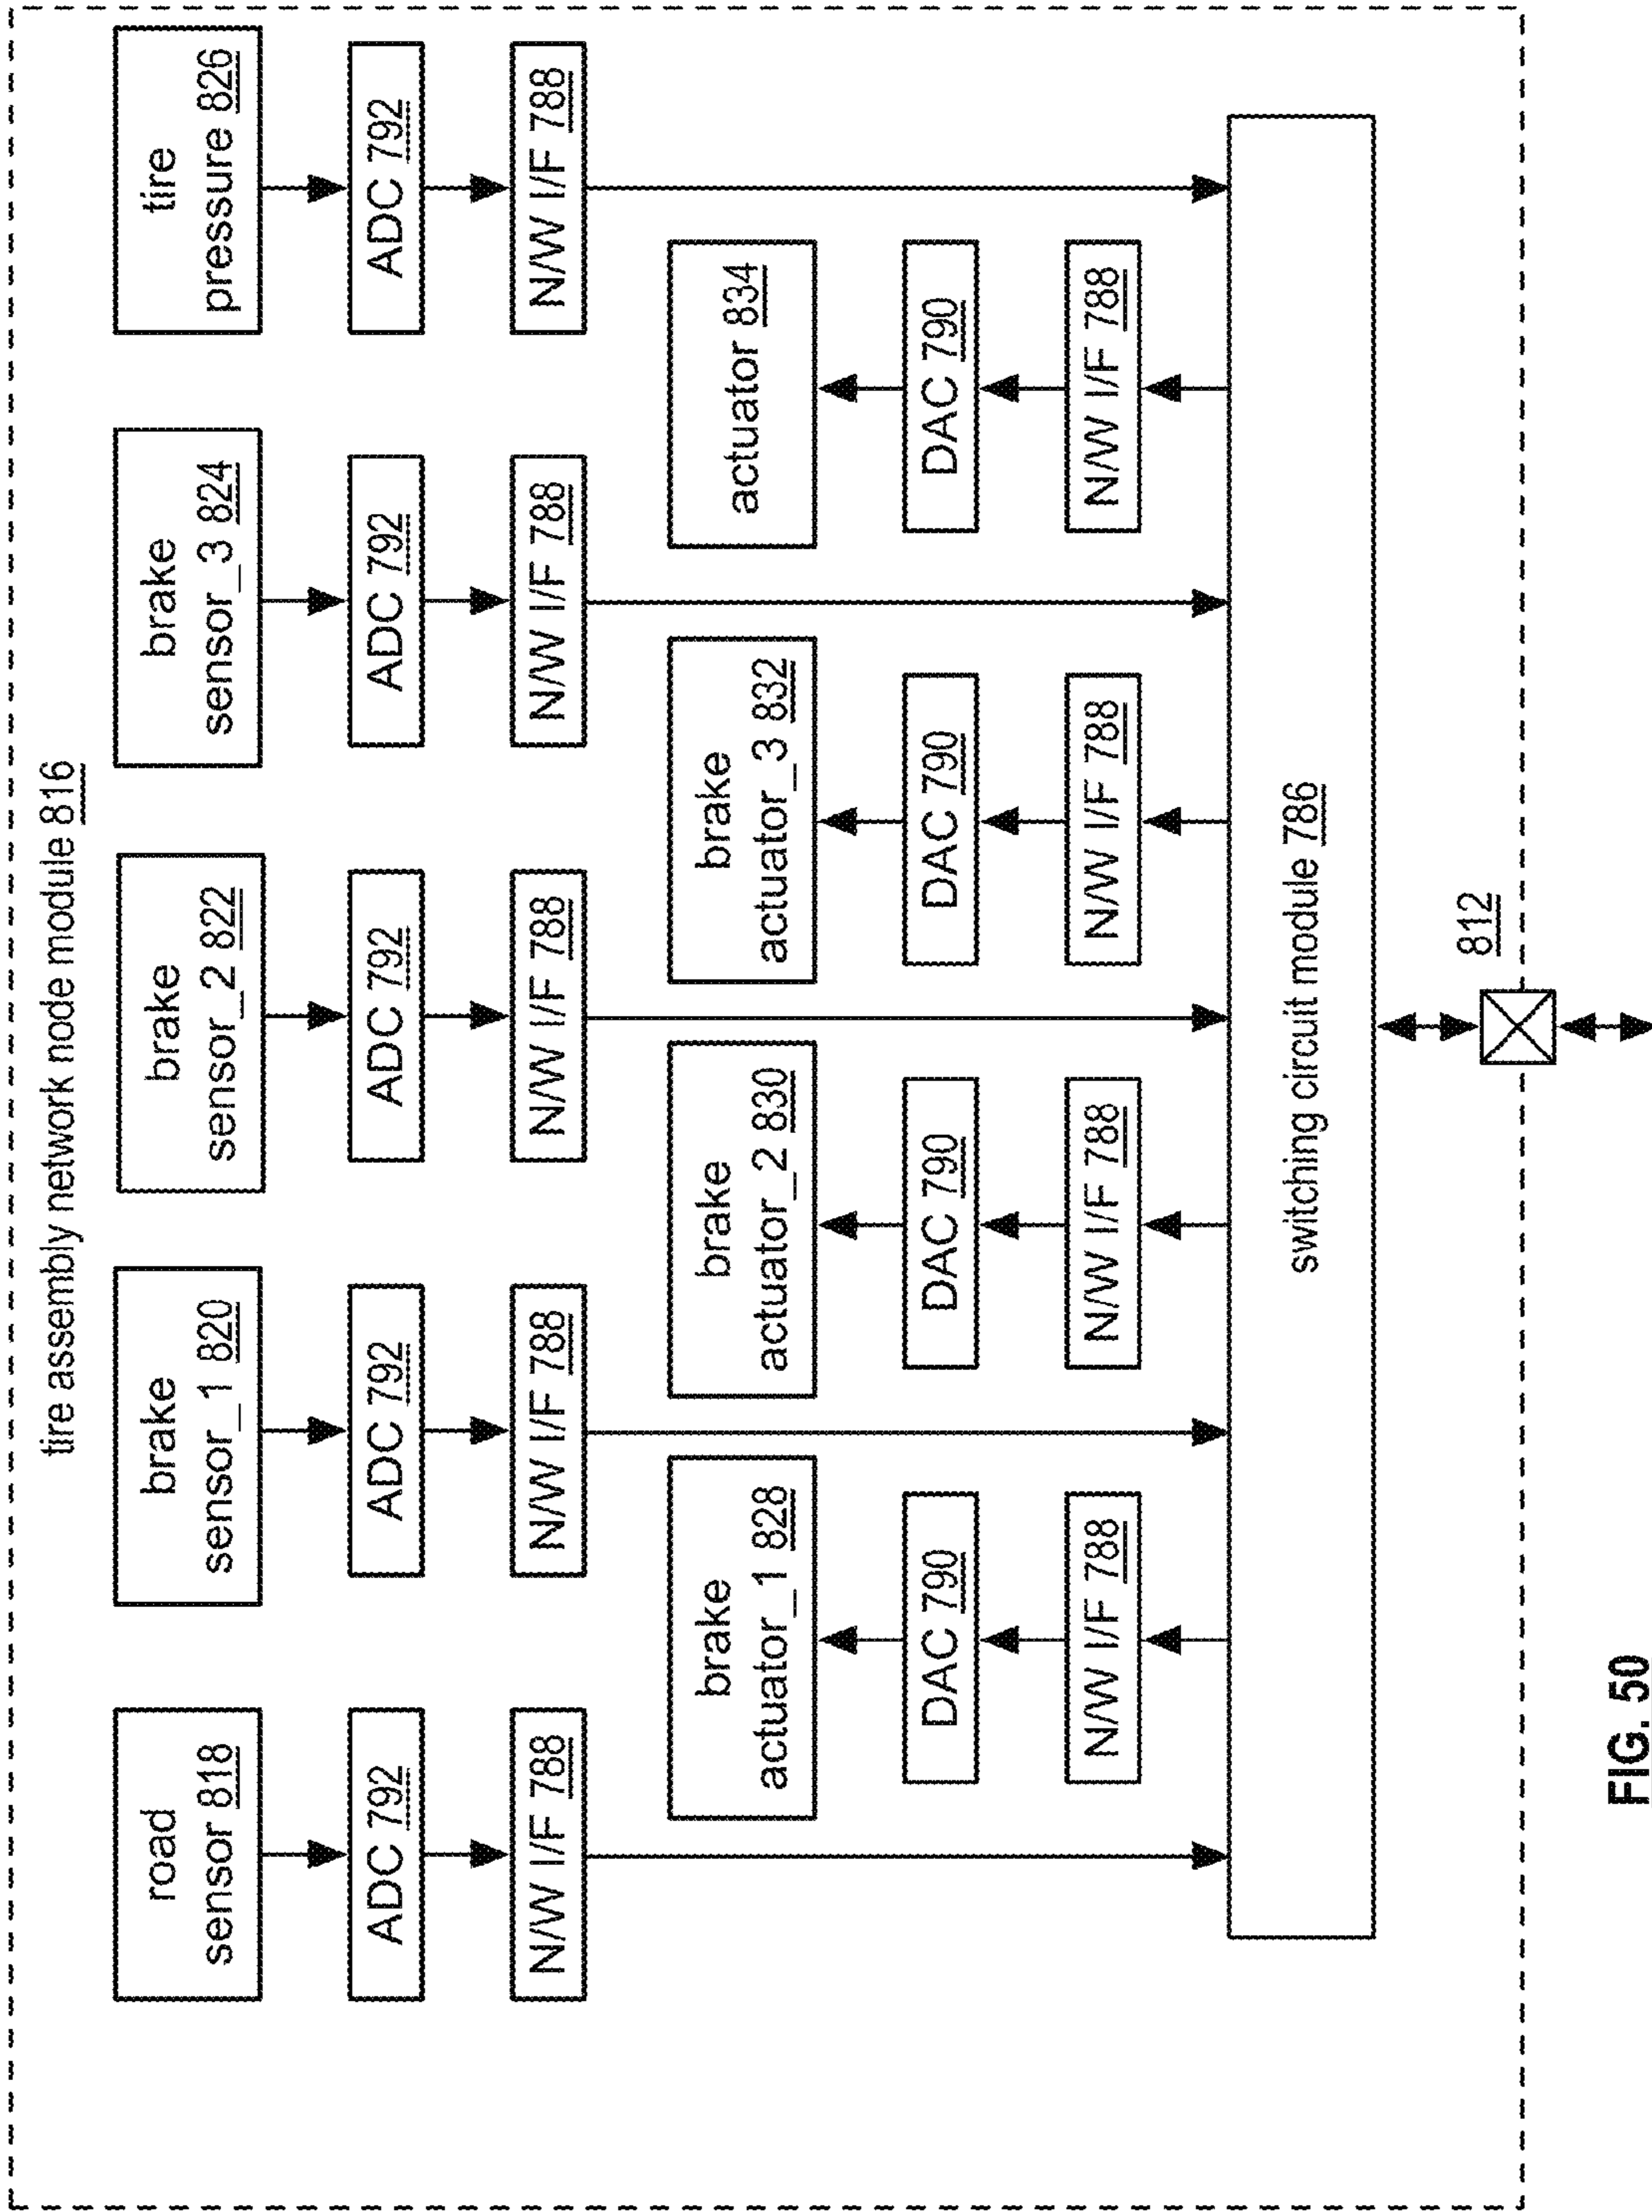 tire assembly network node module 816
road
sensor 818
brake
sensor_1 820
brake
sensor_2 822
brake
sensor_3 824
tire
pressure 826
ADC 792
ADC 792
ADC 792
ADC 792
ADC 792
N/W I/F 788
N/W I/F 788
N/W I/F 788
N/W I/F 788
N/W I/F 788
brake
actuator_1 828
brake
actuator_2 830
brake
actuator_3 832
actuator 834
DAC 790
DAC 790
DAC 790
DAC 790
N/W I/F 788
N/W I/F 788
N/W I/F 788
N/W I/F 788
switching circuit module 786
812
FIG. 50